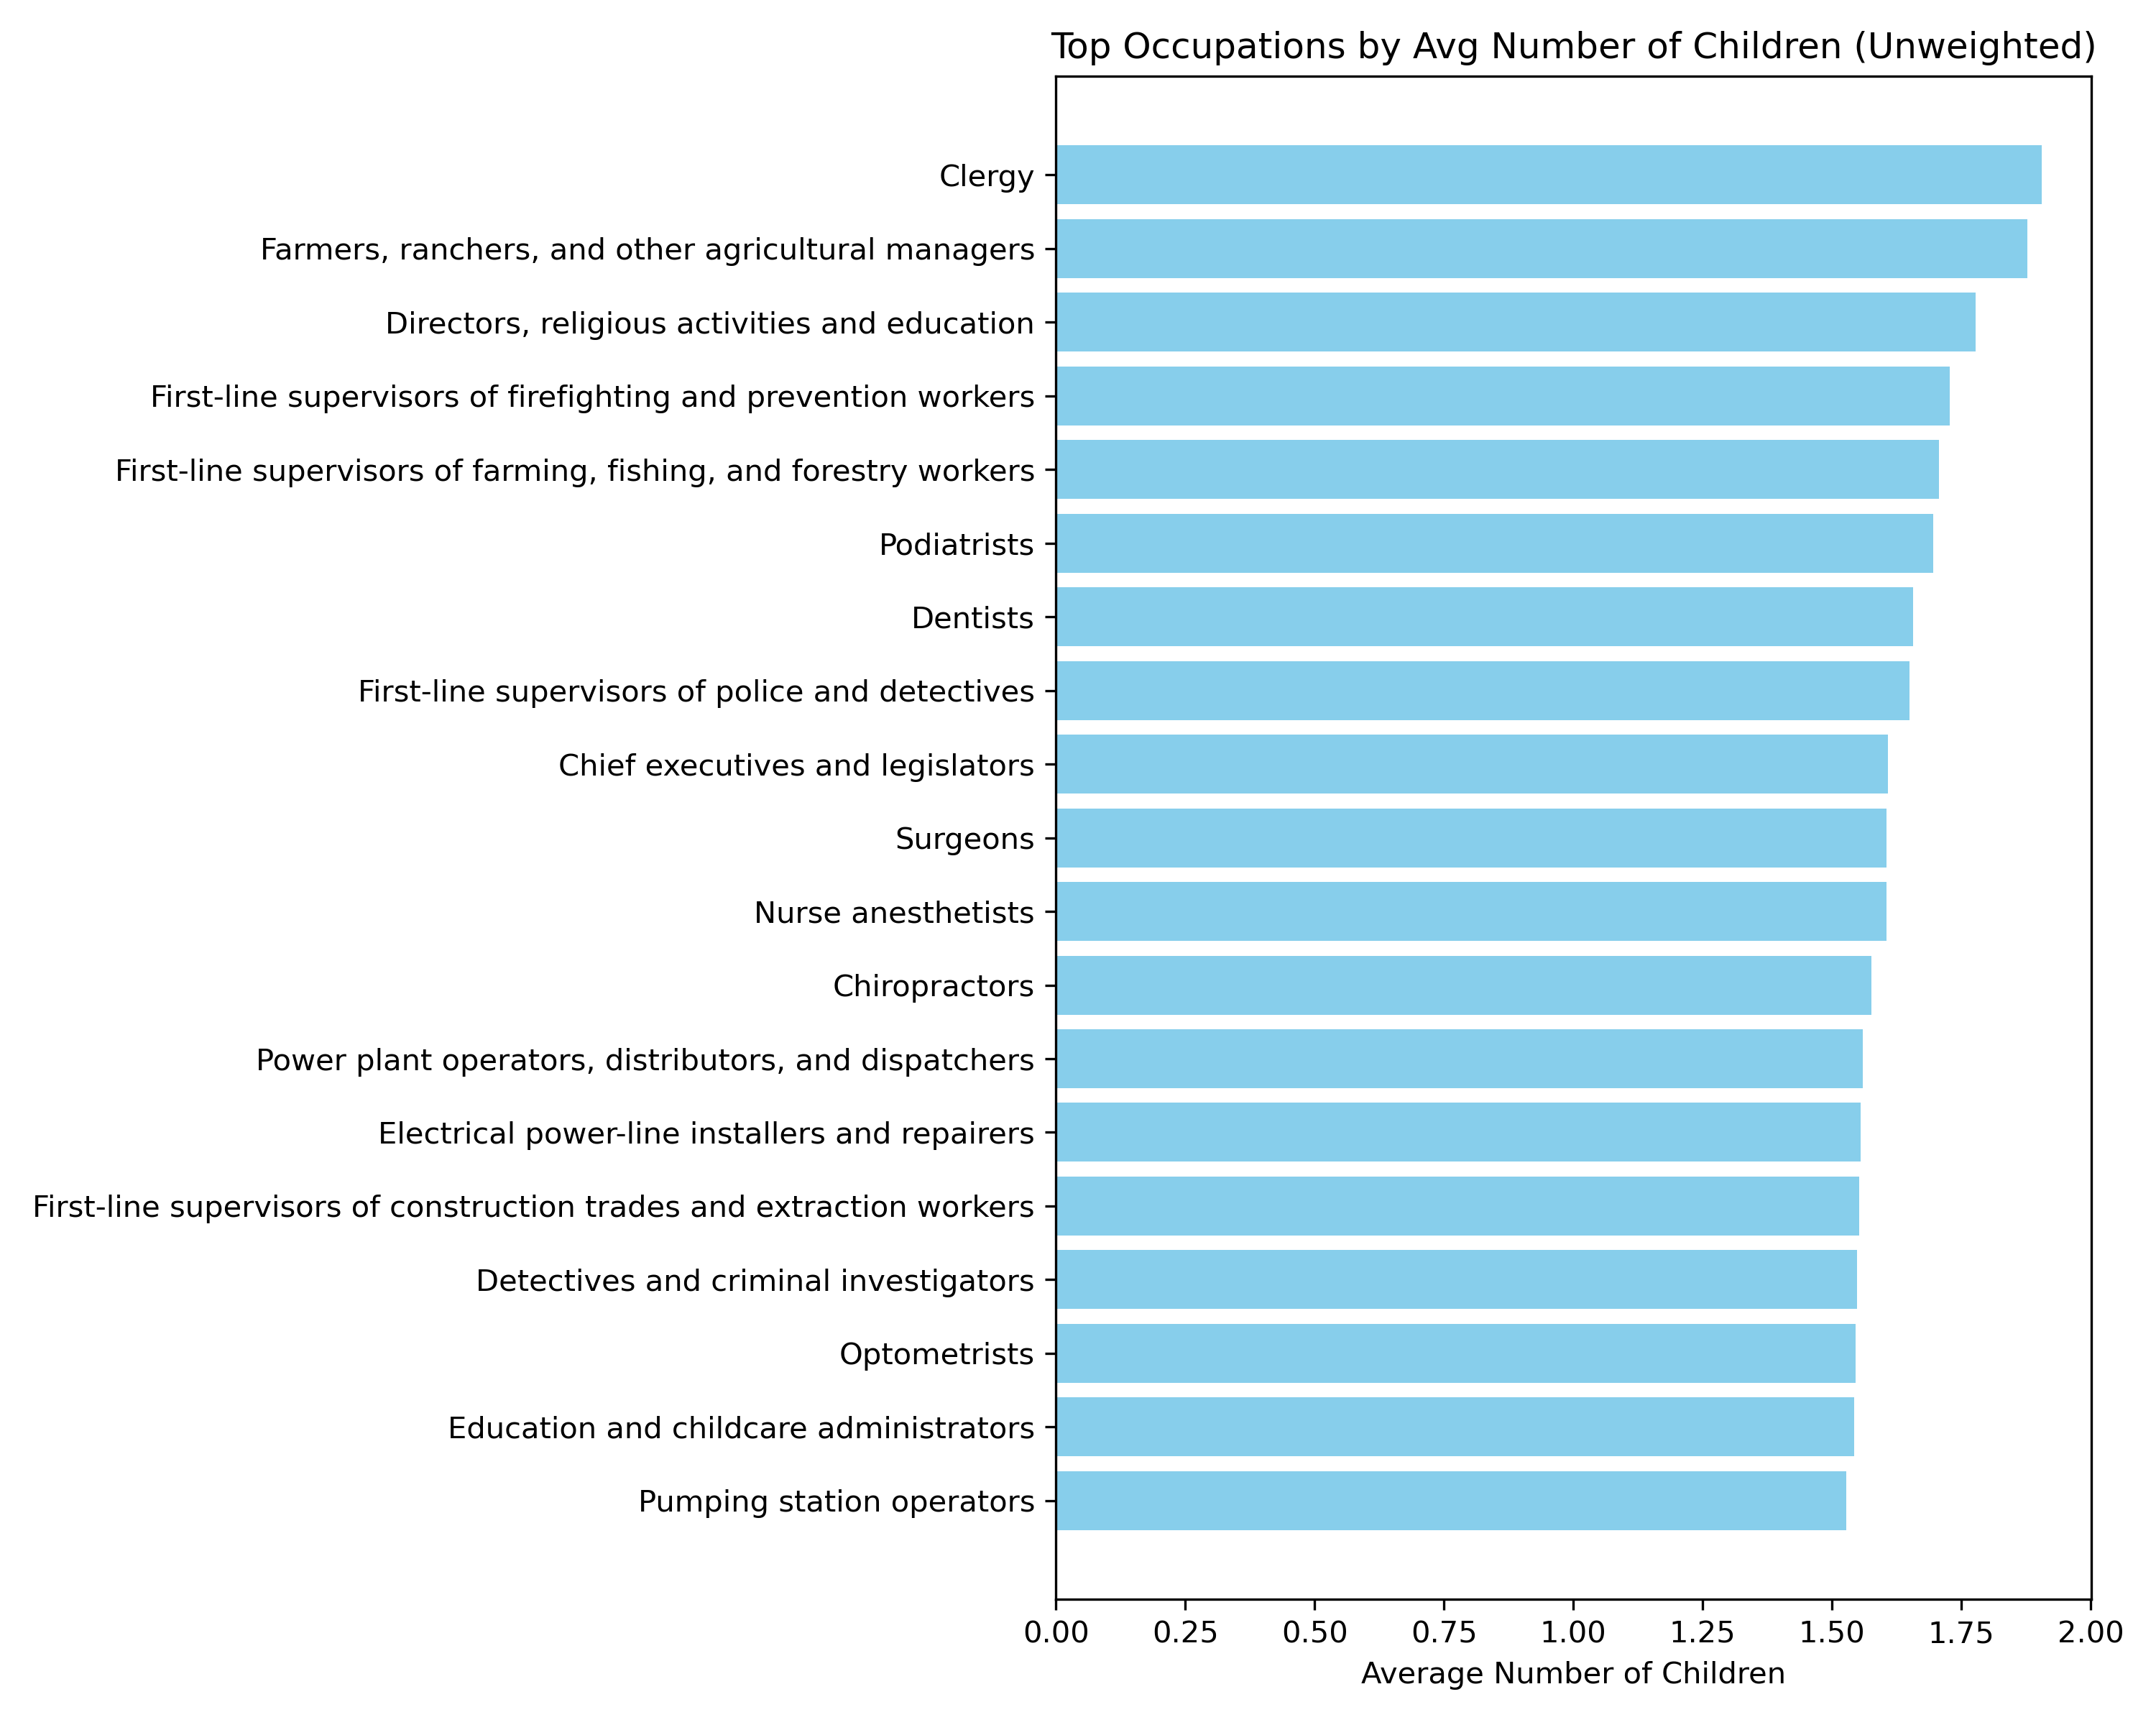 Top Occupations by Avg Number of Children (Unweighted)
Clergy
Farmers, ranchers, and other agricultural managers
Directors, religious activities and education
First-line supervisors of firefighting and prevention workers
First-line supervisors of farming, fishing, and forestry workers
Podiatrists
Dentists
First-line supervisors of police and detectives
Chief executives and legislators
Surgeons
Nurse anesthetists
Chiropractors
Power plant operators, distributors, and dispatchers
Electrical power-line installers and repairers
First-line supervisors of construction trades and extraction workers
Detectives and criminal investigators
Optometrists
Education and childcare administrators
Pumping station operators
0.00 0.25 0.50 0.75 1.00 1.25 1.50 1.75 2.00
Average Number of Children